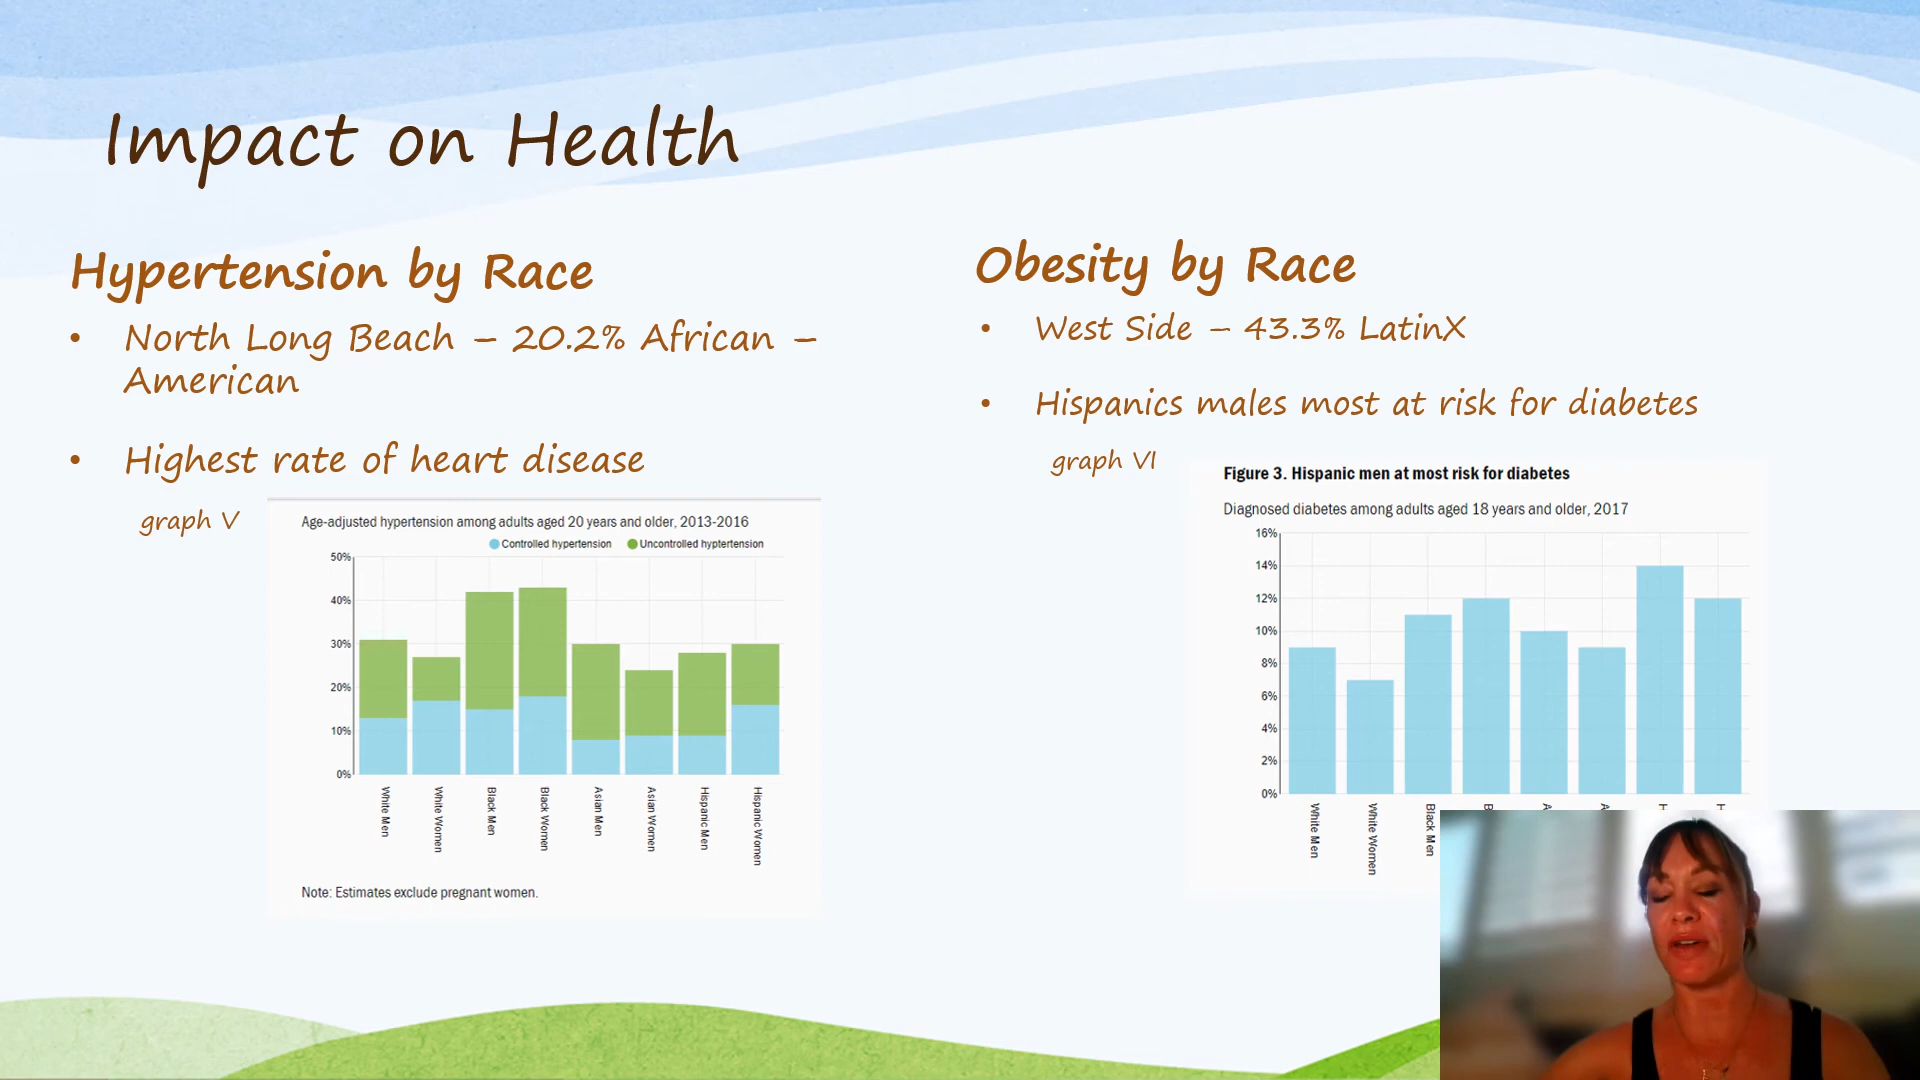 Impact on Health
Hypertension by Race
• North Long Beach – 20.2% African –
American
• Highest rate of heart disease
graph V
Age-adjusted hypertension among adults aged 20 years and older, 2013-2016
Controlled hypertension Uncontrolled hyptertension
50%
40%
30%
20%
10%
0%
White Men
White Women
Black Men
Black Women
Asian Men
Asian Women
Hispanic Men
Hispanic Women
Note: Estimates exclude pregnant women.
Obesity by Race
• West Side – 43.3% LatinX
• Hispanics males most at risk for diabetes
graph VI
Figure 3. Hispanic men at most risk for diabetes
Diagnosed diabetes among adults aged 18 years and older, 2017
16%
14%
12%
10%
8%
6%
4%
2%
0%
White Men
White Women
Black Men